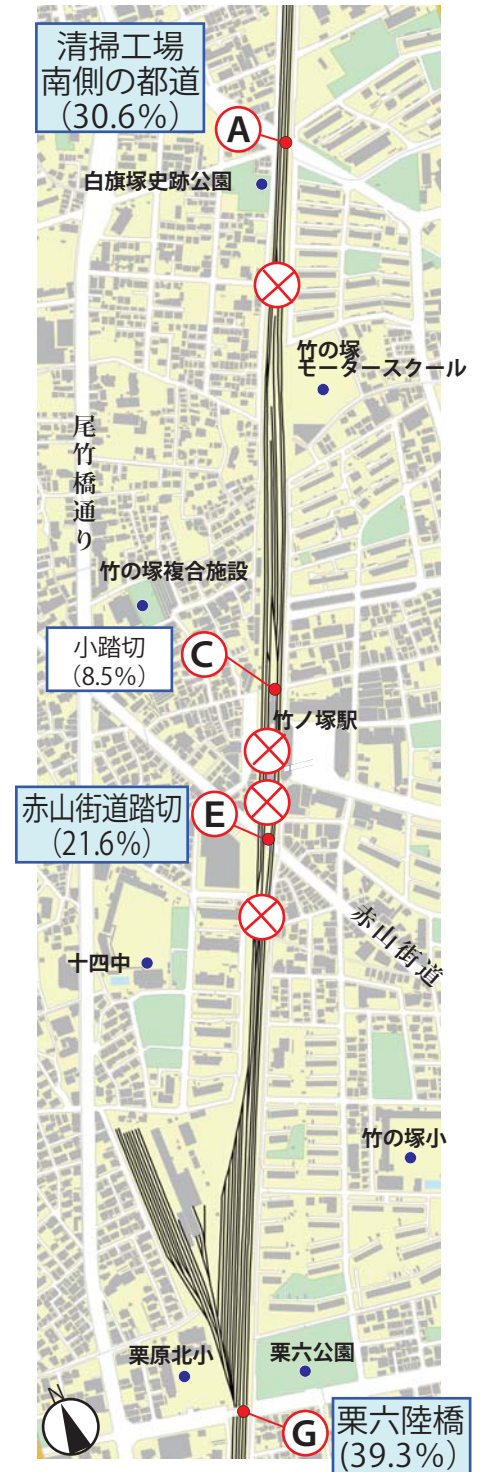 清掃工場
南側の都道
（30.6％）
A
白旗塚史跡公園
竹の塚
モータースクール
尾竹橋通り
竹の塚複合施設
小踏切
（8.5％）
C
竹ノ塚駅
赤山街道踏切
（21.6％）
E
赤山街道
十四中
竹の塚小
栗原北小
栗六公園
N
G
栗六陸橋
(39.3％）